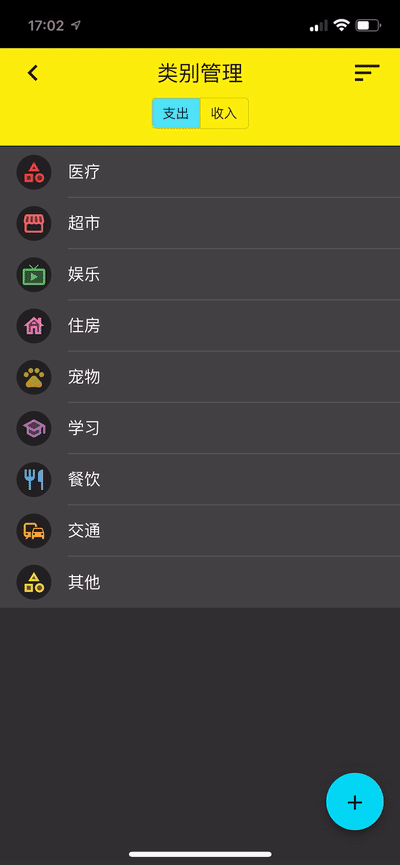 17:02
类别管理
支出 收入
医疗
超市
娱乐
住房
宠物
学习
餐饮
交通
其他